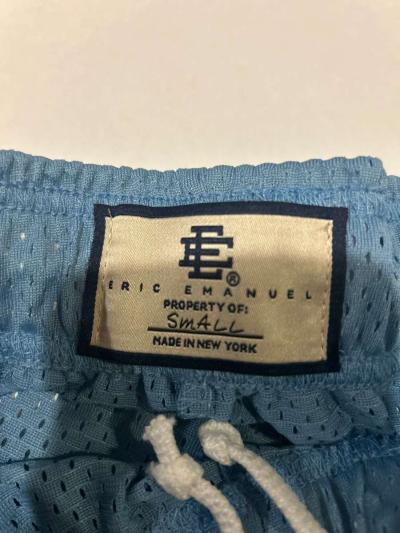 EE®
ERIC EMANUEL
PROPERTY OF:
SMALL
MADE IN NEW YORK